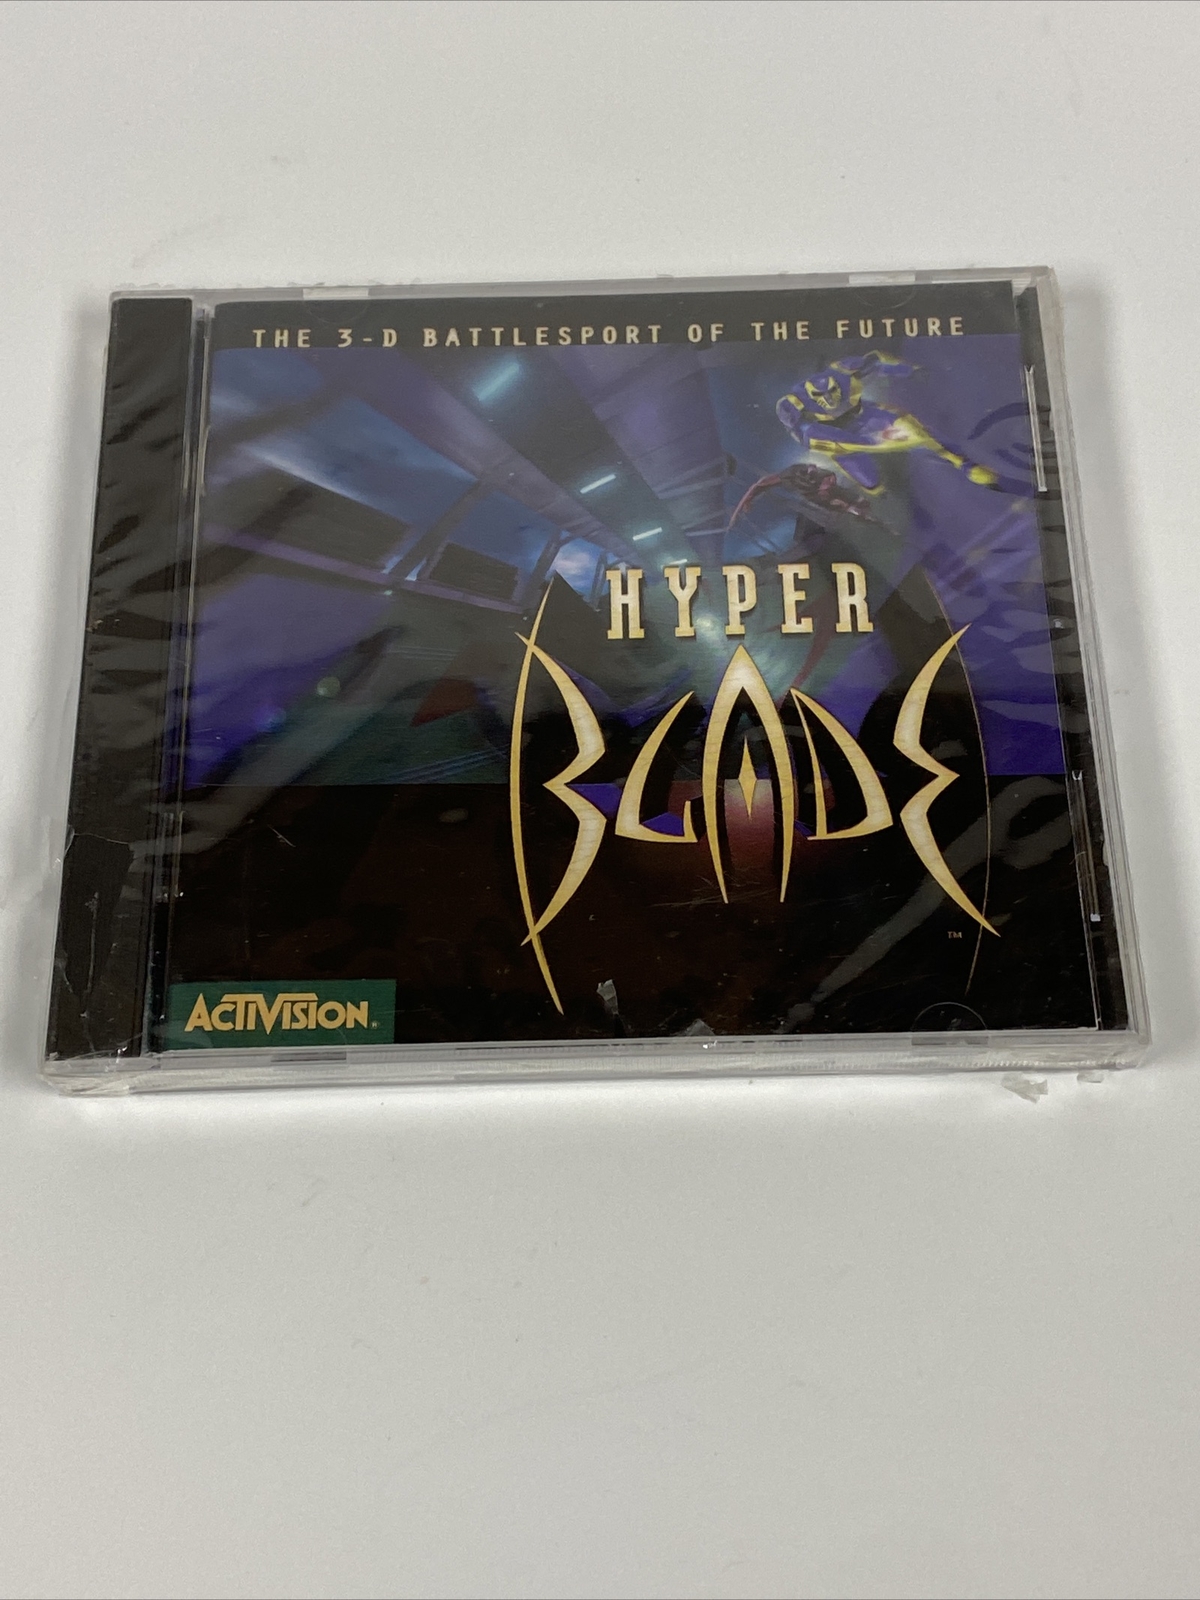 THE 3-D BATTLESPORT OF THE FUTURE
HYPER
BLADE
TM
ACTIVISION®